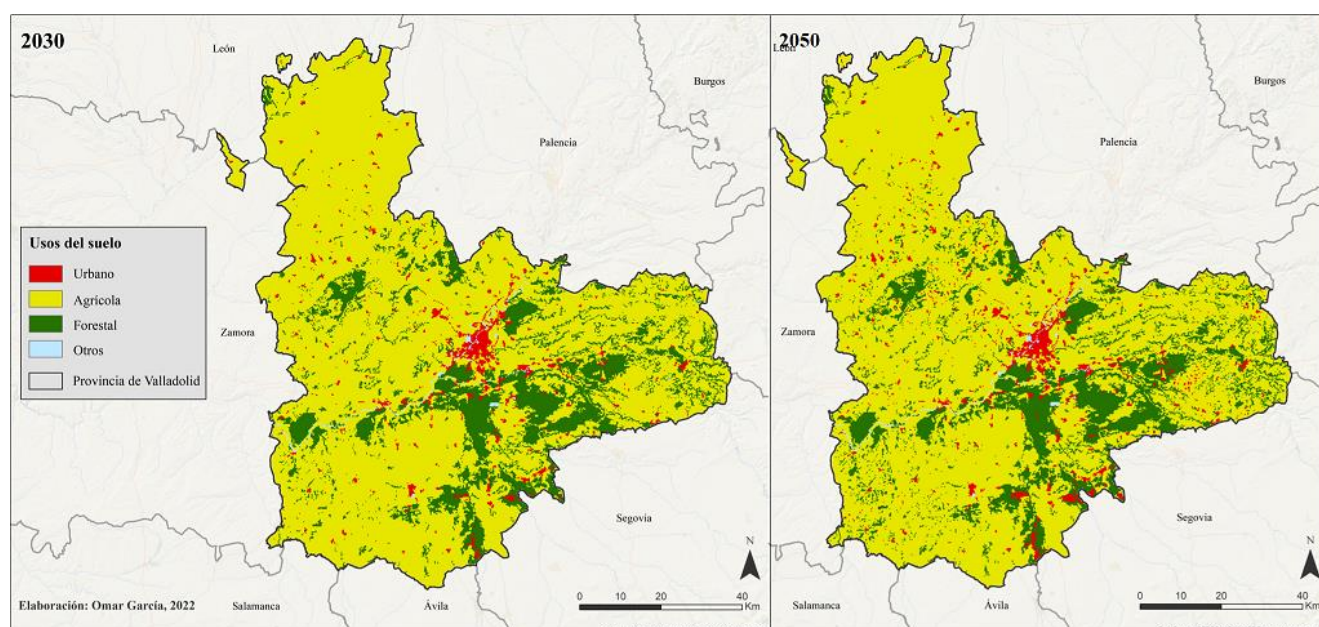 2030
León
Burgos
Palencia
Usos del suelo
Urbano
Agrícola
Forestal
Otros
Provincia de Valladolid
Zamora
Segovia
N
Elaboración: Omar García, 2022
Salamanca
Ávila
0 10 20 40
Km
2050
León
Burgos
Palencia
Zamora
Segovia
N
Salamanca
Ávila
0 10 20 40
Km